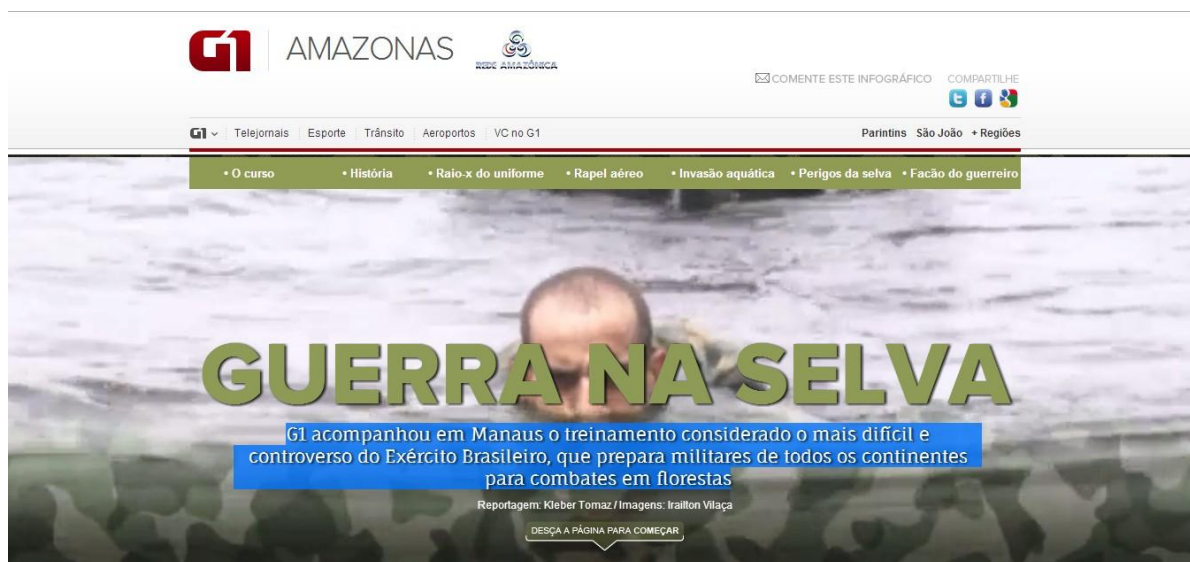 G1
AMAZONAS
REDE AMAZÔNICA
COMENTE ESTE INFOGRÁFICO COMPARTILHE
G1 Telejornais Esporte Trânsito Aeroportos VC no G1 Parintins São João + Regiões
• O curso • História • Raio-x do uniforme • Rapel aéreo • Invasão aquática • Perigos da selva • Facão do guerreiro
GUERRA NA SELVA
G1 acompanhou em Manaus o treinamento considerado o mais difícil e
controverso do Exército Brasileiro, que prepara militares de todos os continentes
para combates em florestas
Reportagem: Kleber Tomaz / Imagens: Irailton Vilaça
DESÇA A PÁGINA PARA COMEÇAR